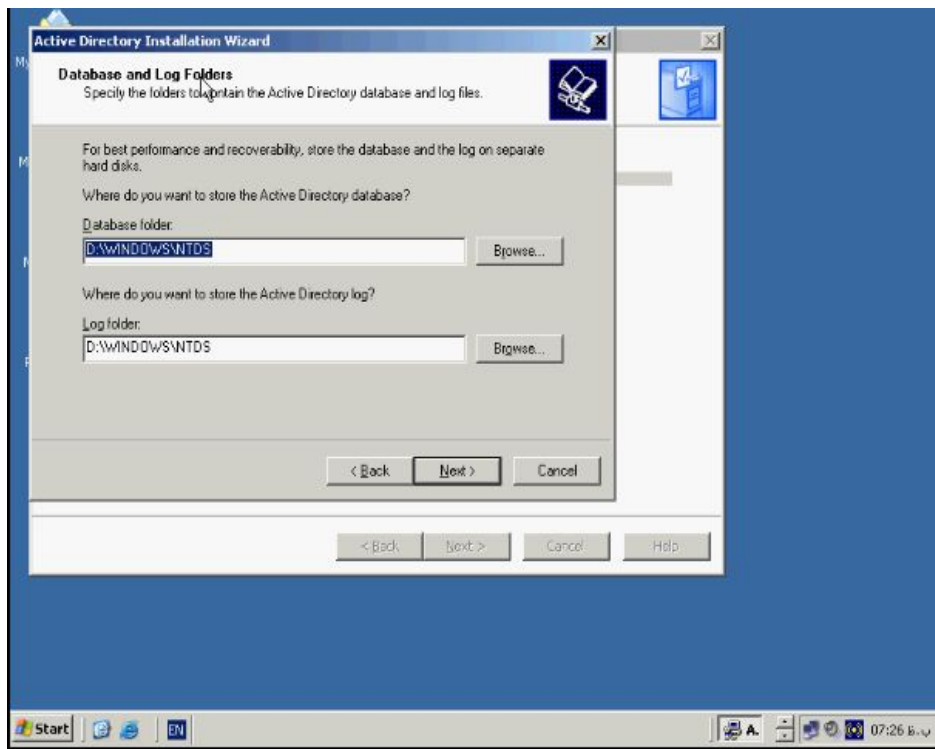 Active Directory Installation Wizard
Database and Log Folders
Specify the folders to contain the Active Directory database and log files.
For best performance and recoverability, store the database and the log on separate
hard disks.
Where do you want to store the Active Directory database?
Database folder:
D:\WINDOWS\NTDS
Browse...
Where do you want to store the Active Directory log?
Log folder:
D:\WINDOWS\NTDS
Browse...
< Back
Next >
Cancel
< Back
Next >
Cancel
Help
Start
EN
A.
07:26 ب.ظ